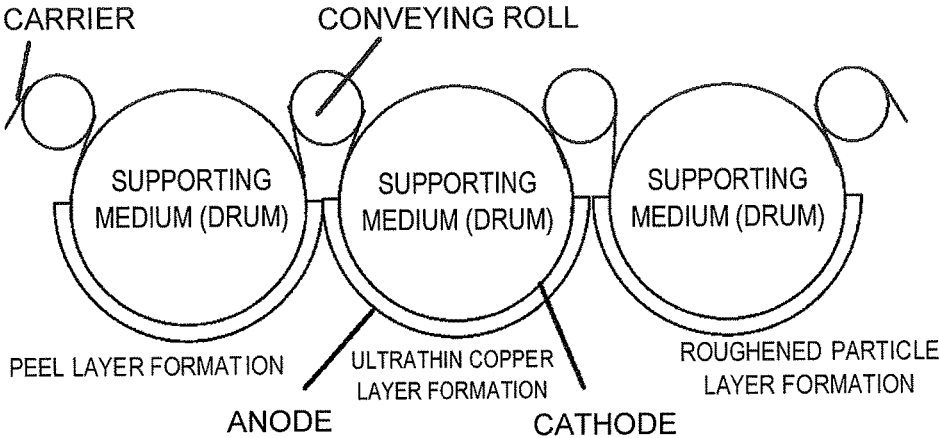 CARRIER
CONVEYING ROLL
SUPPORTING
MEDIUM (DRUM)
SUPPORTING
MEDIUM (DRUM)
SUPPORTING
MEDIUM (DRUM)
PEEL LAYER FORMATION
ULTRATHIN COPPER
LAYER FORMATION
ROUGHENED PARTICLE
LAYER FORMATION
ANODE
CATHODE